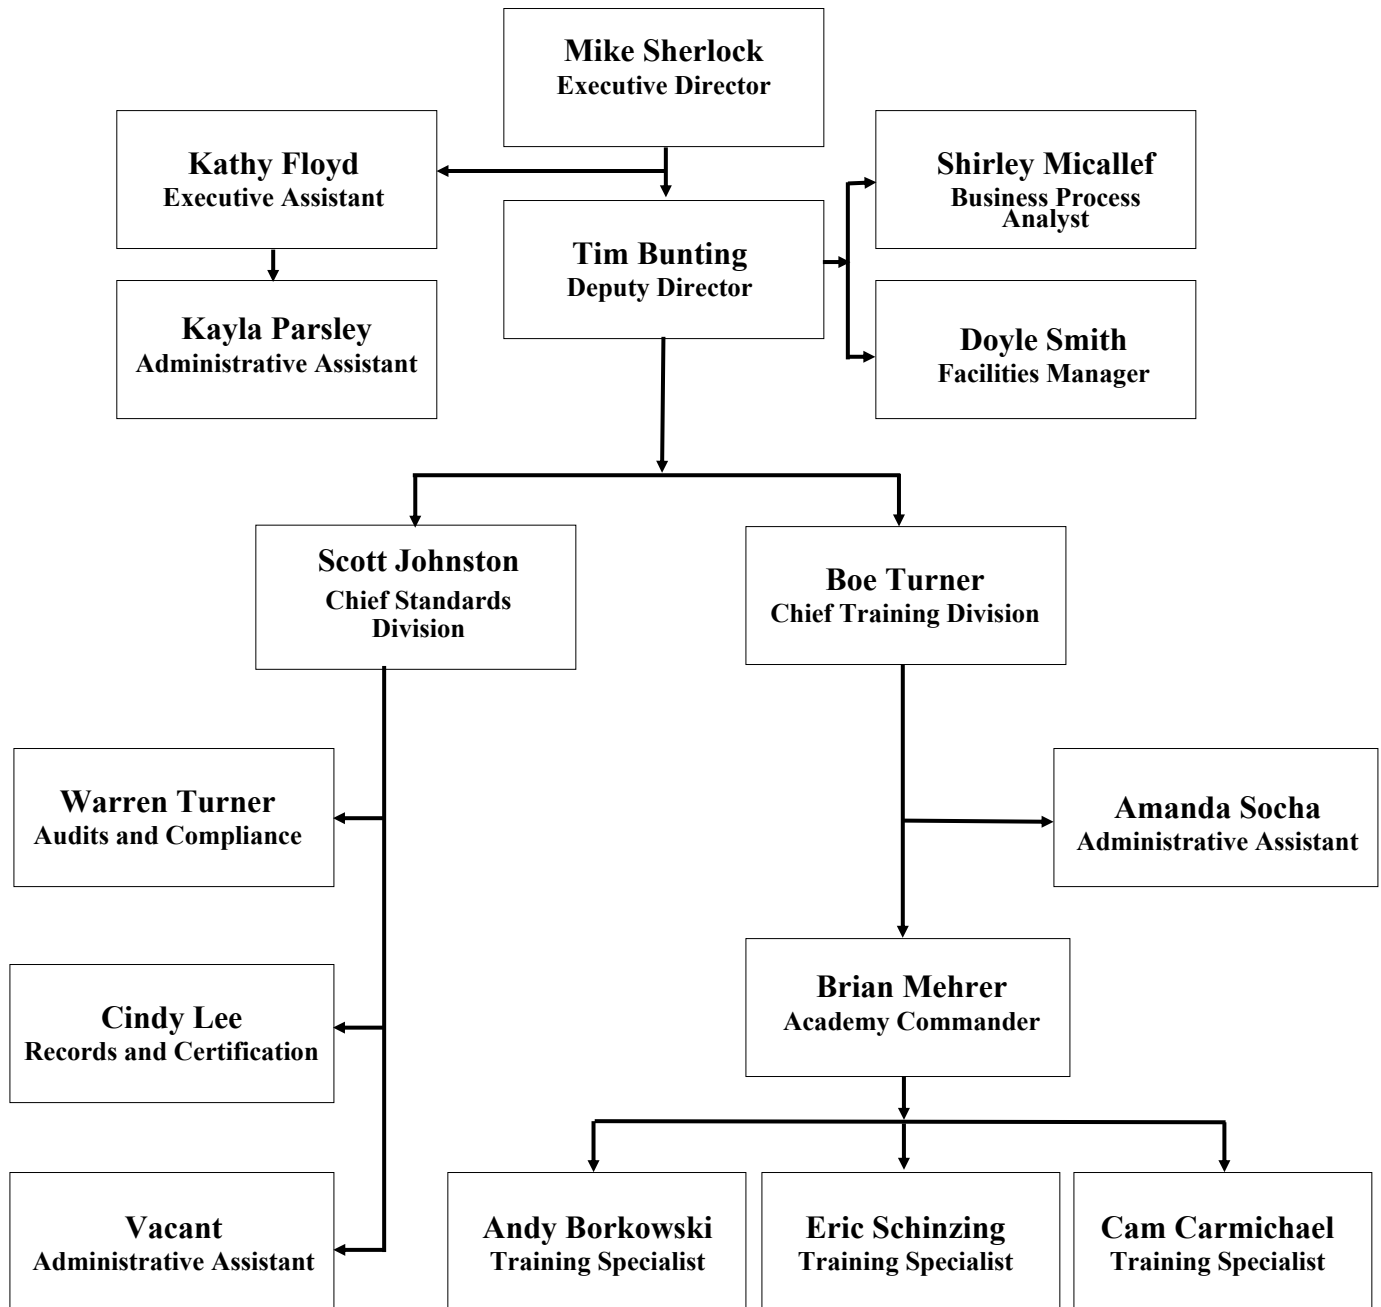 Mike Sherlock
Executive Director
Kathy Floyd
Executive Assistant
Shirley Micallef
Business Process
Analyst
Tim Bunting
Deputy Director
Kayla Parsley
Administrative Assistant
Doyle Smith
Facilities Manager
Scott Johnston
Chief Standards
Division
Boe Turner
Chief Training Division
Warren Turner
Audits and Compliance
Amanda Socha
Administrative Assistant
Cindy Lee
Records and Certification
Brian Mehrer
Academy Commander
Vacant
Administrative Assistant
Andy Borkowski
Training Specialist
Eric Schinzing
Training Specialist
Cam Carmichael
Training Specialist